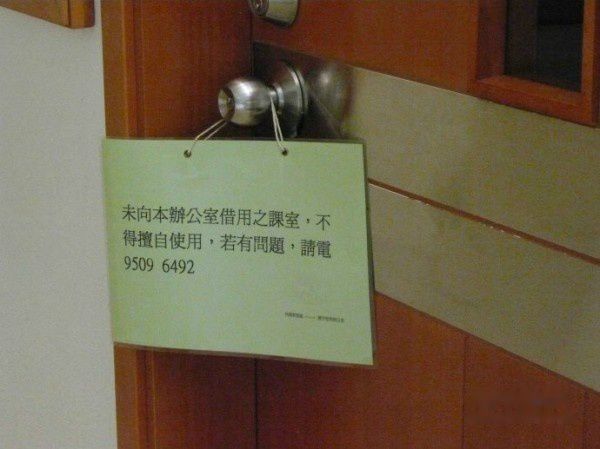 未向本辦公室借用之課室，不
得擅自使用，若有問題，請電
9509 6492